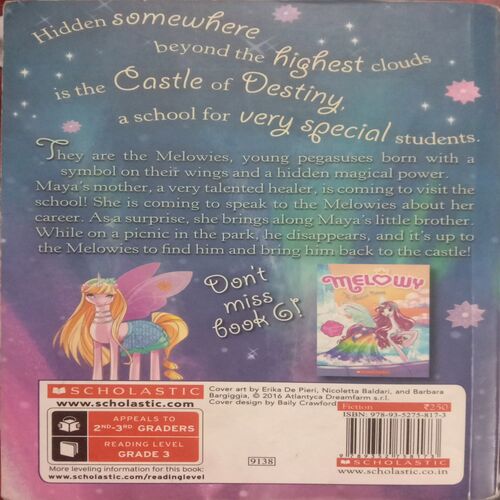 Hidden somewhere
beyond the highest clouds
is the Castle of Destiny,
a school for very special students.
They are the Melowies, young pegasuses born with a
symbol on their wings and a hidden magical power.
Maya's mother, a very talented healer, is coming to visit the
school! She is coming to speak to the Melowies about her
career. As a surprise, she brings along Maya's little brother.
While on a picnic in the park, he disappears, and it's up to
the Melowies to find him and bring him back to the castle!
Don't
miss
book 6!
MELOWY
SCHOLASTIC
www.scholastic.com
Cover art by Erika De Pieri, Nicoletta Baldari, and Barbara
Bargiggia, © 2016 Atlantyca Dreamfarm s.r.l.
Cover design by Baily Crawford
APPEALS TO
2ND-3RD GRADERS
READING LEVEL
GRADE 3
More leveling information for this book:
www.scholastic.com/readinglevel
9138
Fiction ₹250
ISBN: 978-93-5275-817-3
www.scholastic.co.in